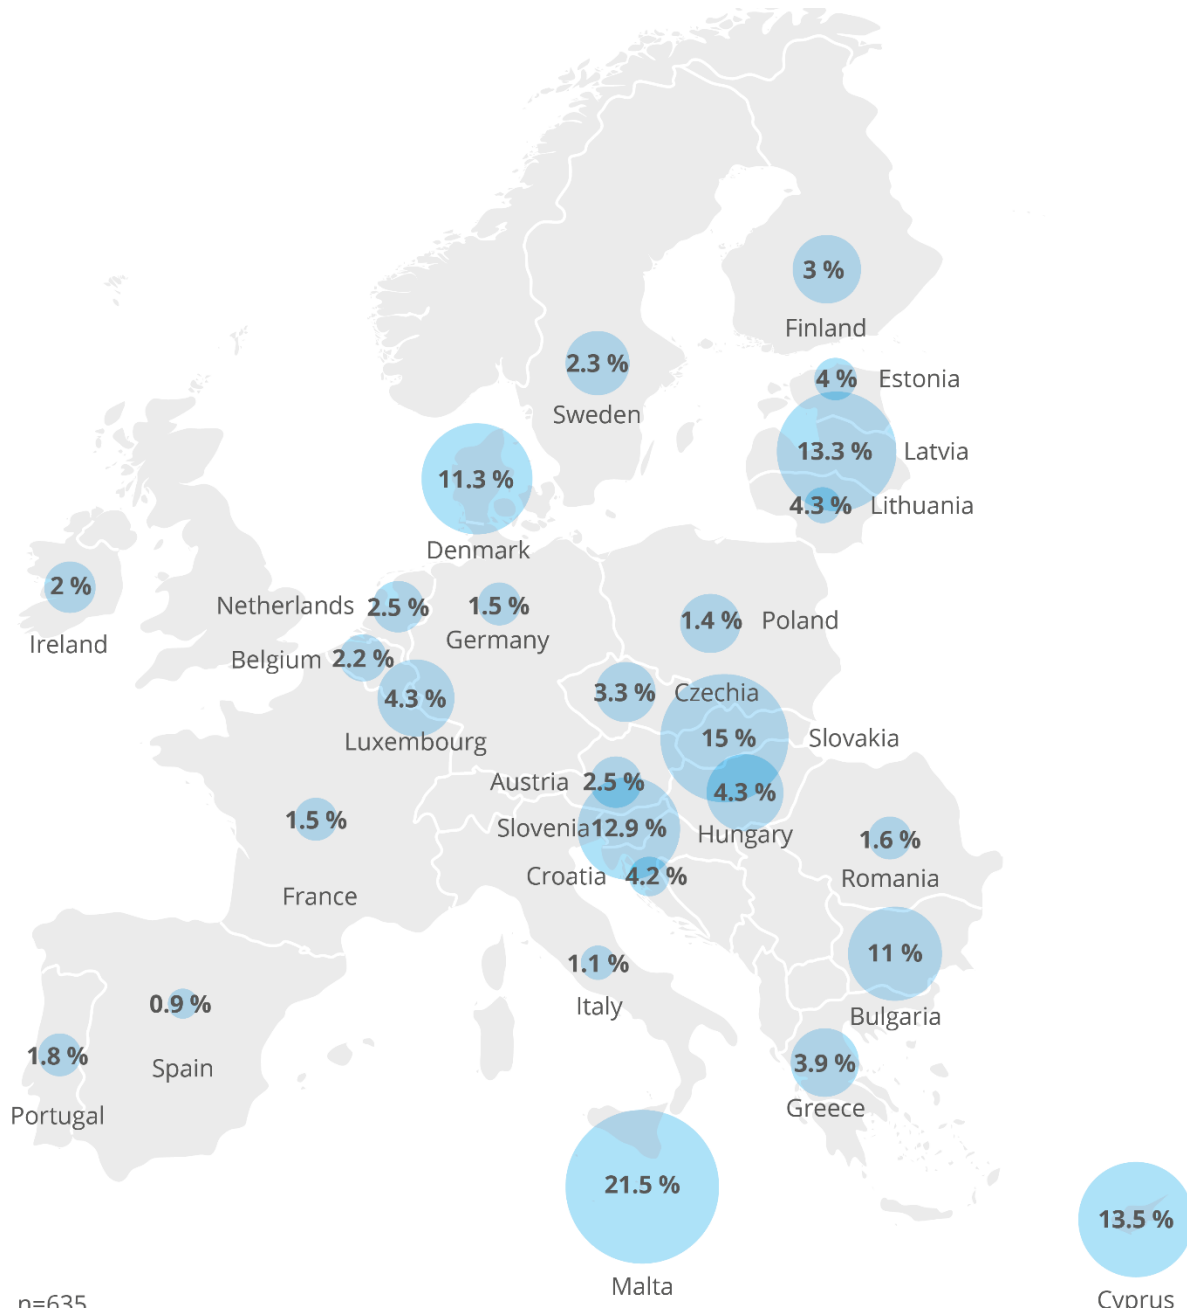 3 %
Finland
2.3 %
Sweden
4 % Estonia
13.3 % Latvia
4.3 % Lithuania
11.3 %
Denmark
2 %
Ireland
Netherlands 2.5 %
1.5 %
Germany
1.4 % Poland
Belgium 2.2 %
4.3 %
Luxembourg
3.3 % Czechia
15 % Slovakia
Austria 2.5 %
4.3 %
Hungary
Slovenia 12.9 %
Croatia 4.2 %
1.5 %
France
1.6 %
Romania
11 %
Bulgaria
1.1 %
Italy
0.9 %
Spain
1.8 %
Portugal
3.9 %
Greece
21.5 %
Malta
13.5 %
Cyprus
n=635